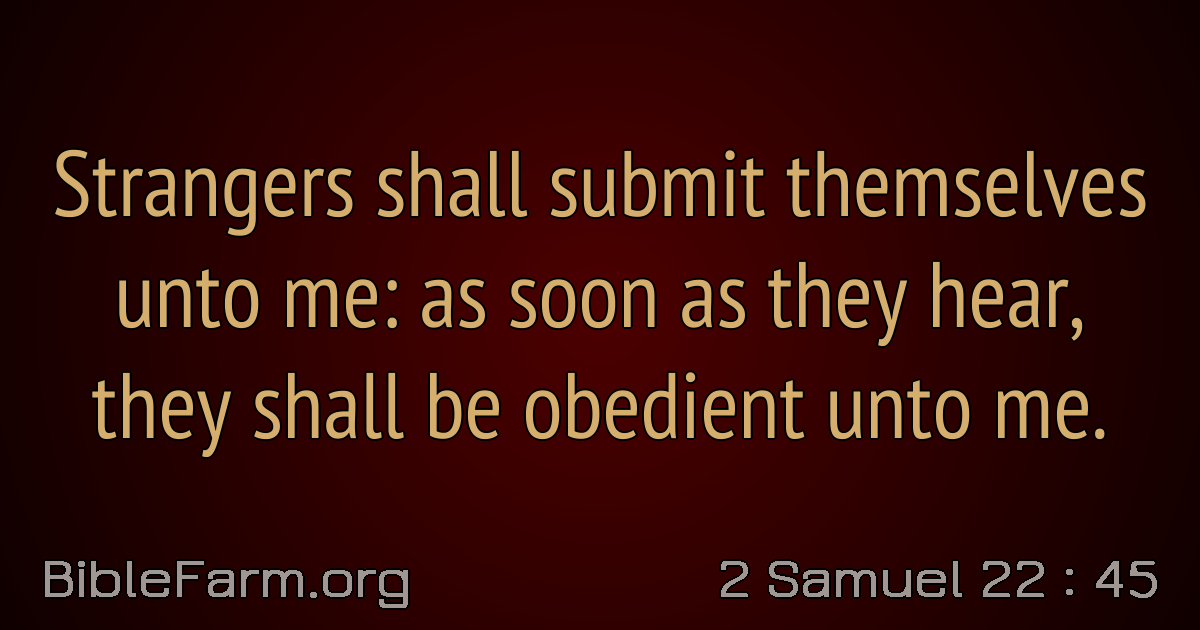 Strangers shall submit themselves
unto me: as soon as they hear,
they shall be obedient unto me.
BibleFarm.org
2 Samuel 22 : 45